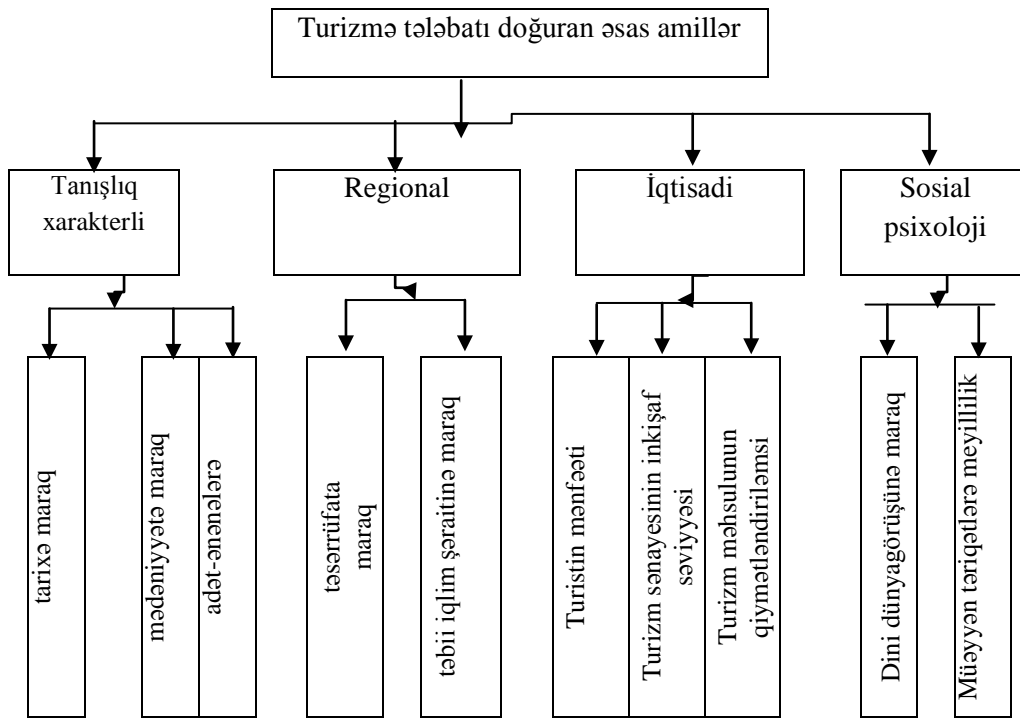 Turizmə tələbatı doğuran əsas amillər
Tanışlıq
xarakterli
Regional
İqtisadi
Sosial
psixoloji
tarixə maraq
mədəniyyətə maraq
adət-ənənələrə
təsərrüfata
maraq
təbii iqlim şəraitinə maraq
Turistin mənfəəti
Turizm sənayesinin inkişaf
səviyyəsi
Turizm məhsulunun
qiymətləndiriləmsi
Dini dünyagörüşünə maraq
Müəyyən təriqətlərə meyillilik